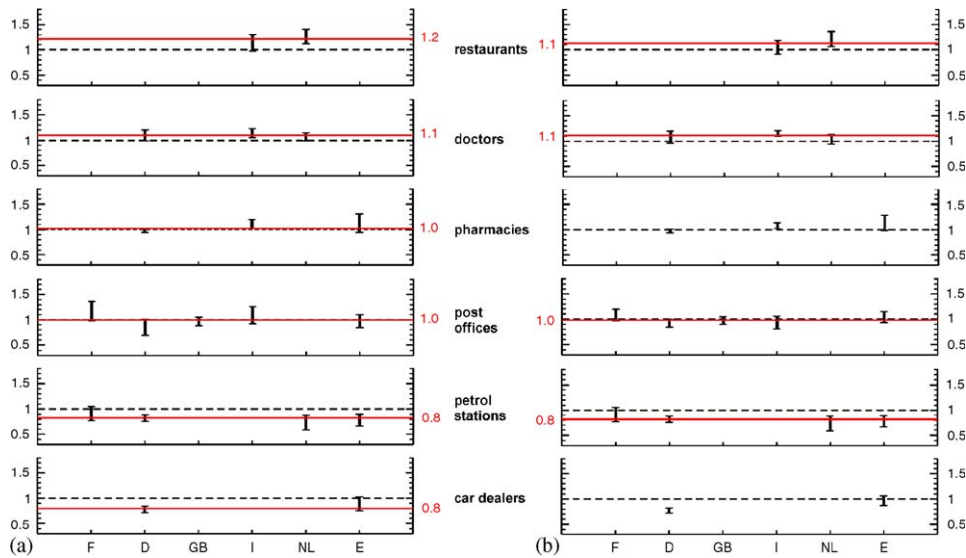 1.5 1 0.5 1.2 restaurants 1.1 1.5 1 0.5
1.5 1 0.5 1.1 doctors 1.1 1.5 1 0.5
1.5 1 0.5 1.0 pharmacies 1.5 1 0.5
1.5 1 0.5 1.0 post offices 1.0 1.5 1 0.5
1.5 1 0.5 0.8 petrol stations 0.8 1.5 1 0.5
1.5 1 0.5 0.8 car dealers 1.5 1 0.5
(a) F D GB I NL E (b) F D GB I NL E